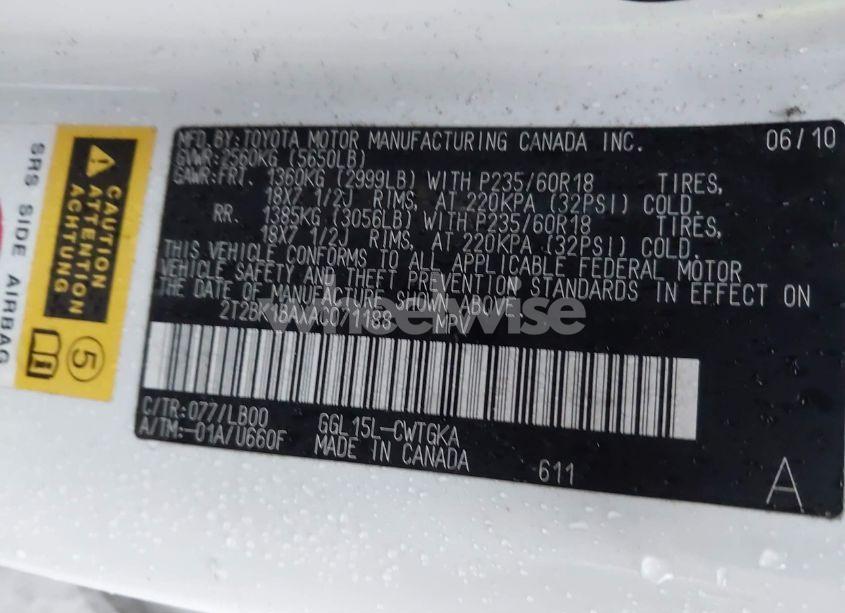 MFD.BY:TOYOTA MOTOR MANUFACTURING CANADA INC. 06/10
GVWR:2560KG (5650LB)
GAWR:FRT. 1360KG (2999LB) WITH P235/60R18 TIRES,
18X7 1/2J RIMS, AT 220KPA (32PSI) COLD.
RR. 1385KG (3056LB) WITH P235/60R18 TIRES,
18X7 1/2J RIMS, AT 220KPA (32PSI) COLD.
THIS VEHICLE CONFORMS TO ALL APPLICABLE FEDERAL MOTOR
VEHICLE SAFETY AND THEFT PREVENTION STANDARDS IN EFFECT ON
THE DATE OF MANUFACTURE SHOWN ABOVE.
2T2BK1BAXAC071188 MPV
C/TR:077/LB00 GGL15L-CWTGKA
A/TM:-01A/U660F MADE IN CANADA 611
A
SRS SIDE AIRBAG
CAUTION
ATTENTION
ACHTUNG
5
wheelwise